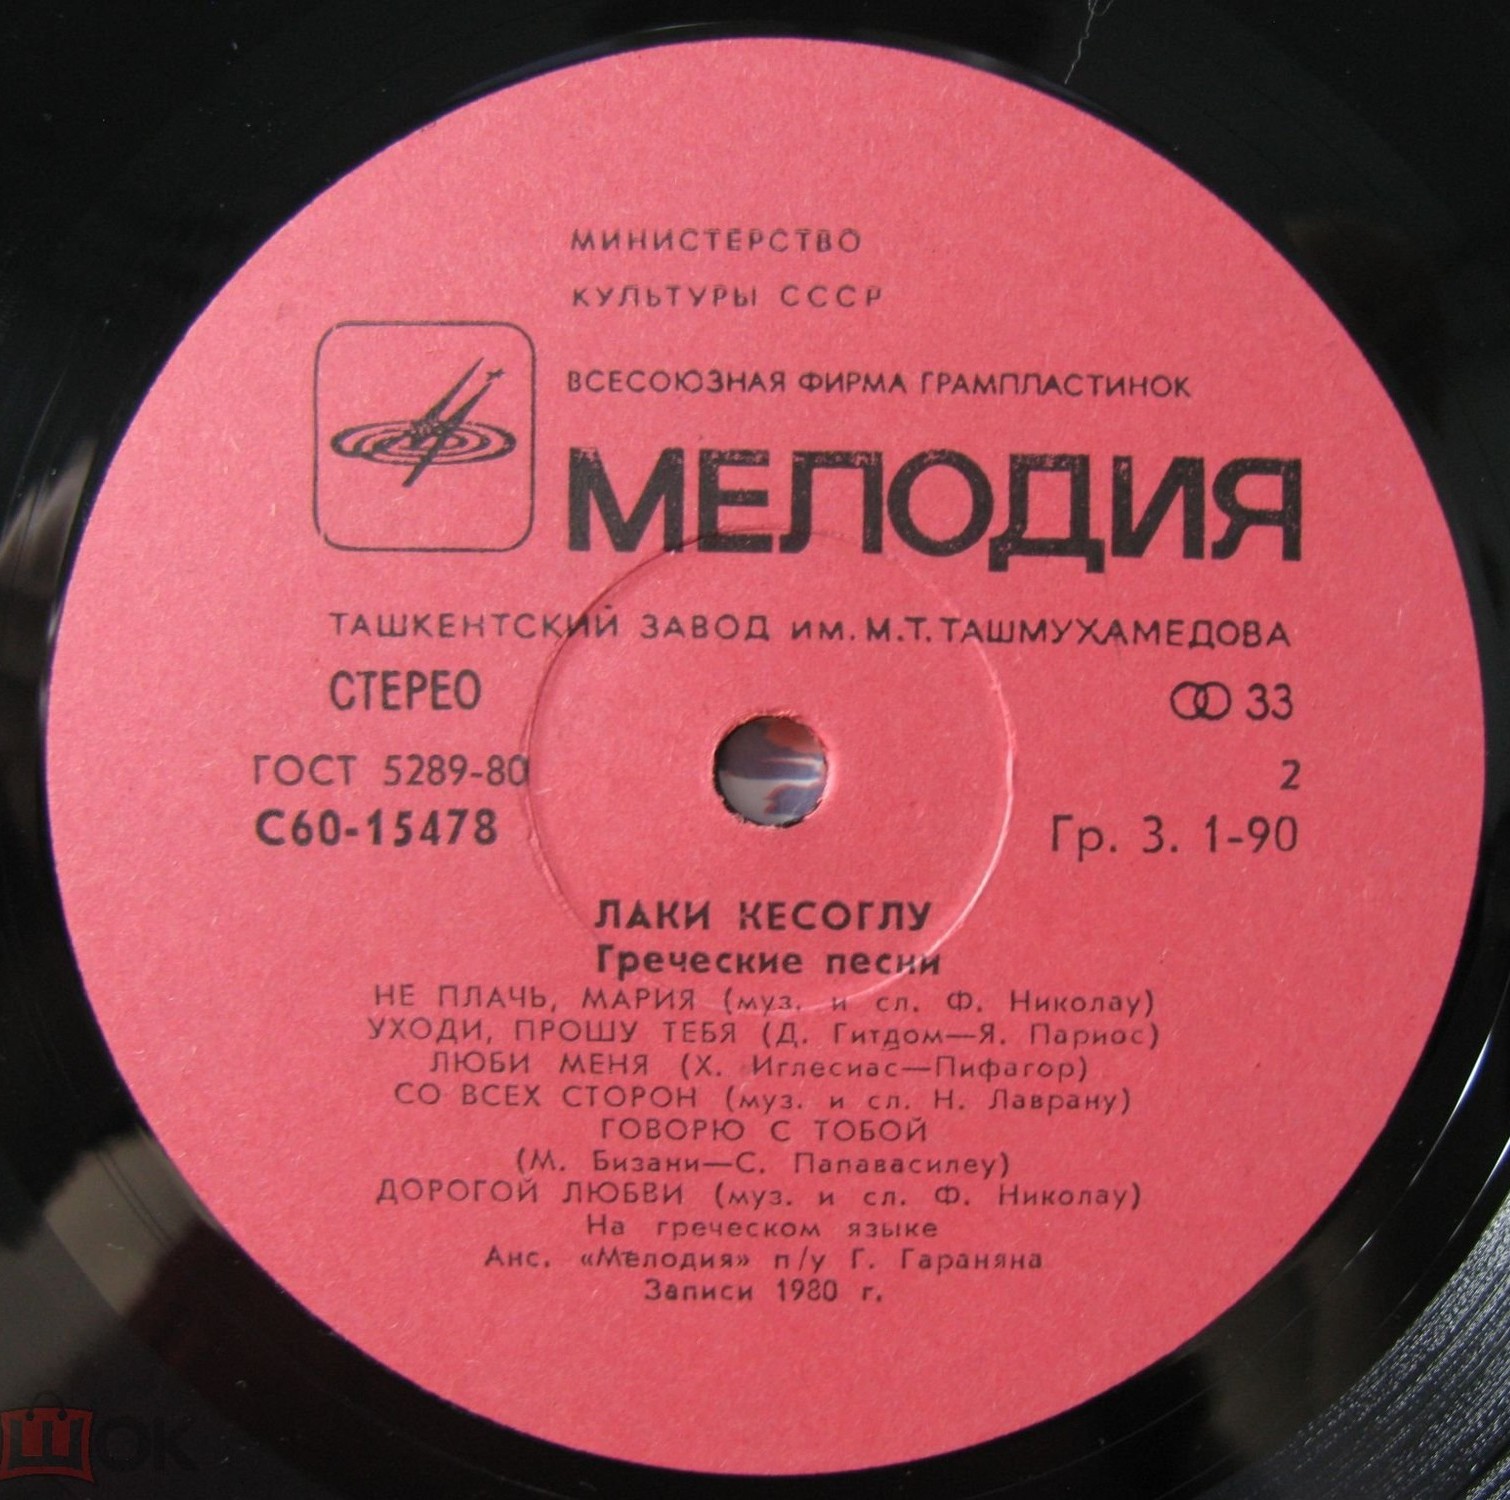 МИНИСТЕРСТВО
КУЛЬТУРЫ СССР
ВСЕСОЮЗНАЯ ФИРМА ГРАМПЛАСТИНОК
МЕЛОДИЯ
ТАШКЕНТСКИЙ ЗАВОД ИМ. М.Т. ТАШМУХАМЕДОВА
СТЕРЕО 33
ГОСТ 5289-80 2
С60-15478 Гр. 3. 1-90
ЛАКИ КЕСОГЛУ
Греческие песни
НЕ ПЛАЧЬ, МАРИЯ (муз. и сл. Ф. Николау)
УХОДИ, ПРОШУ ТЕБЯ (Д. Гитдом—Я. Париос)
ЛЮБИ МЕНЯ (Х. Иглесиас—Пифагор)
СО ВСЕХ СТОРОН (муз. и сл. Н. Лаврану)
ГОВОРЮ С ТОБОЙ
(М. Бизани—С. Папавасилеу)
ДОРОГОЙ ЛЮБВИ (муз. и сл. Ф. Николау)
На греческом языке
Анс. «Мелодия» п/у Г. Гараняна
Записи 1980 г.
ШОК